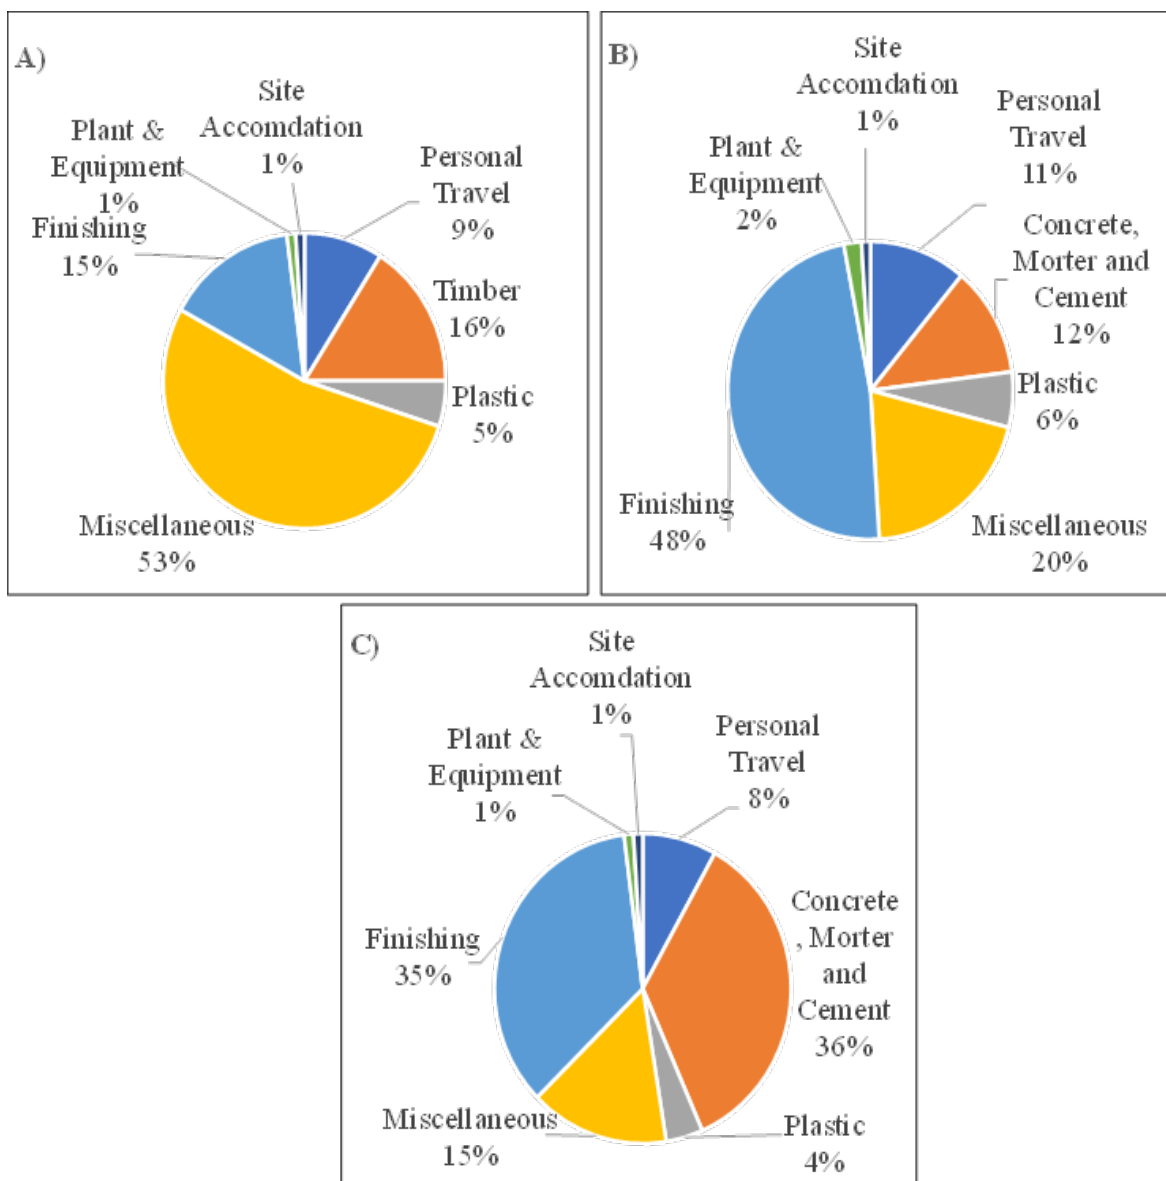 A)
Site
Accomdation
1%
Plant &
Equipment
1%
Personal
Travel
9%
Finishing
15%
Timber
16%
Plastic
5%
Miscellaneous
53%
B)
Site
Accomdation
1%
Personal
Travel
11%
Plant &
Equipment
2%
Concrete,
Morter and
Cement
12%
Plastic
6%
Finishing
48%
Miscellaneous
20%
C)
Site
Accomdation
1%
Plant &
Equipment
1%
Personal
Travel
8%
Concrete
, Morter
and
Cement
36%
Finishing
35%
Miscellaneous
15%
Plastic
4%